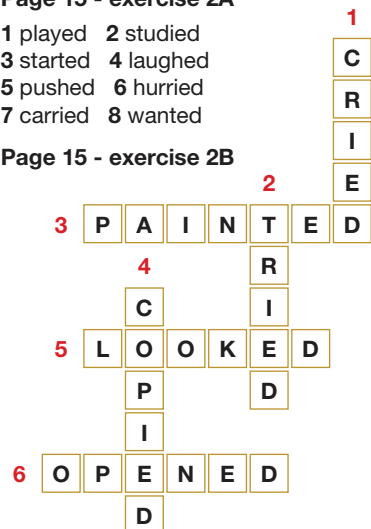 Page 15 - exercise 2A
1 played 2 studied
3 started 4 laughed
5 pushed 6 hurried
7 carried 8 wanted
Page 15 - exercise 2B
1
C
R
I
E
2
3 P A I N T E D
4 R
C I
5 L O O K E D
P D
I
6 O P E N E D
D